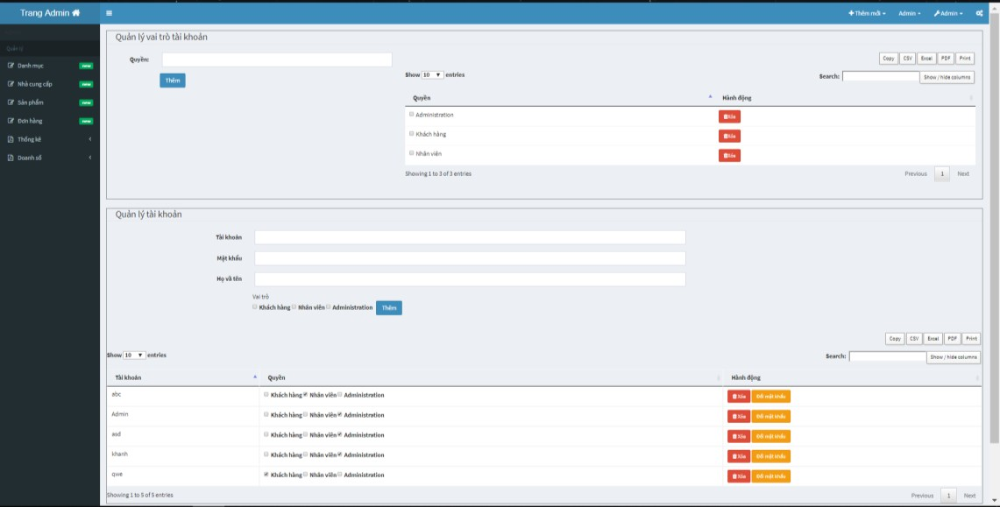 Trang Admin
Thêm mới Admin Admin
Quản lý
Danh mục new
Nhà cung cấp new
Sản phẩm new
Đơn hàng new
Thống kê
Doanh số
Quản lý vai trò tài khoản
Quyền:
Thêm
Copy CSV Excel PDF Print
Show 10 entries
Search: Show / hide columns
Quyền Hành động
Administration Xóa
Khách hàng Xóa
Nhân viên Xóa
Showing 1 to 3 of 3 entries
Previous 1 Next
Quản lý tài khoản
Tài khoản
Mật khẩu
Họ và tên
Vai trò
Khách hàng Nhân viên Administration Thêm
Copy CSV Excel PDF Print
Show 10 entries
Search: Show / hide columns
Tài khoản Quyền Hành động
abc Khách hàng Nhân viên Administration Xóa Đổi mật khẩu
Admin Khách hàng Nhân viên Administration Xóa Đổi mật khẩu
asd Khách hàng Nhân viên Administration Xóa Đổi mật khẩu
khanh Khách hàng Nhân viên Administration Xóa Đổi mật khẩu
qwe Khách hàng Nhân viên Administration Xóa Đổi mật khẩu
Showing 1 to 5 of 5 entries
Previous 1 Next